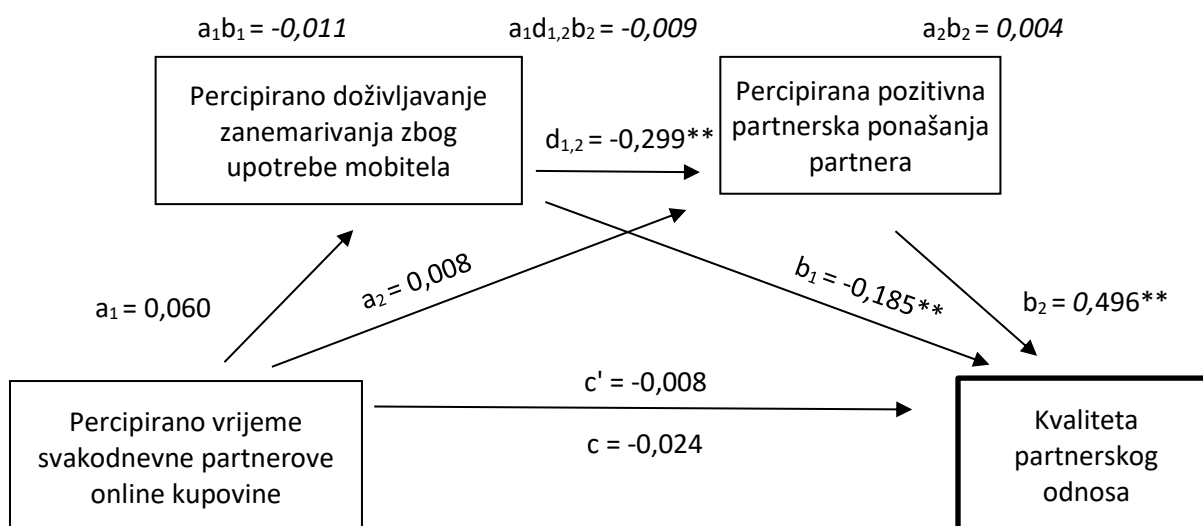 a₁b₁ = -0,011
a₁d₁,₂b₂ = -0,009
a₂b₂ = 0,004
Percipirano doživljavanje
zanemarivanja zbog
upotrebe mobitela
d₁,₂ = -0,299**
Percipirana pozitivna
partnerska ponašanja
partnera
a₁ = 0,060
a₂ = 0,008
b₁ = -0,185**
b₂ = 0,496**
Percipirano vrijeme
svakodnevne partnerove
online kupovine
c' = -0,008
c = -0,024
Kvaliteta
partnerskog
odnosa